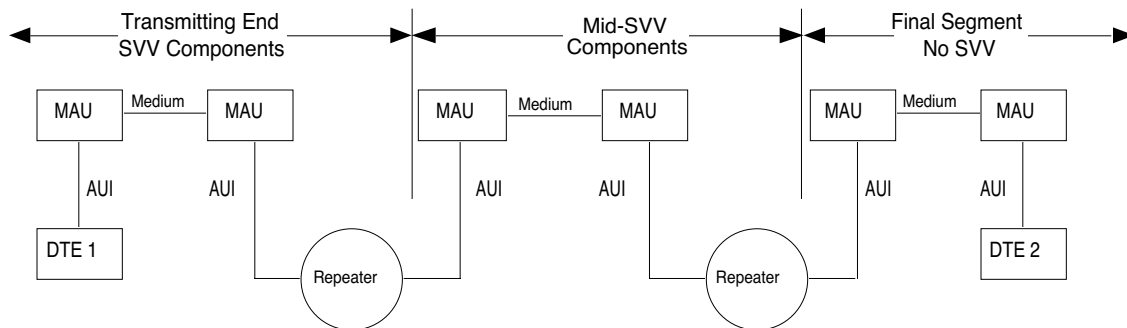 Transmitting End
SVV Components
Mid-SVV
Components
Final Segment
No SVV
MAU
Medium
MAU
MAU
Medium
MAU
MAU
Medium
MAU
AUI
AUI
AUI
AUI
AUI
AUI
DTE 1
DTE 2
Repeater
Repeater